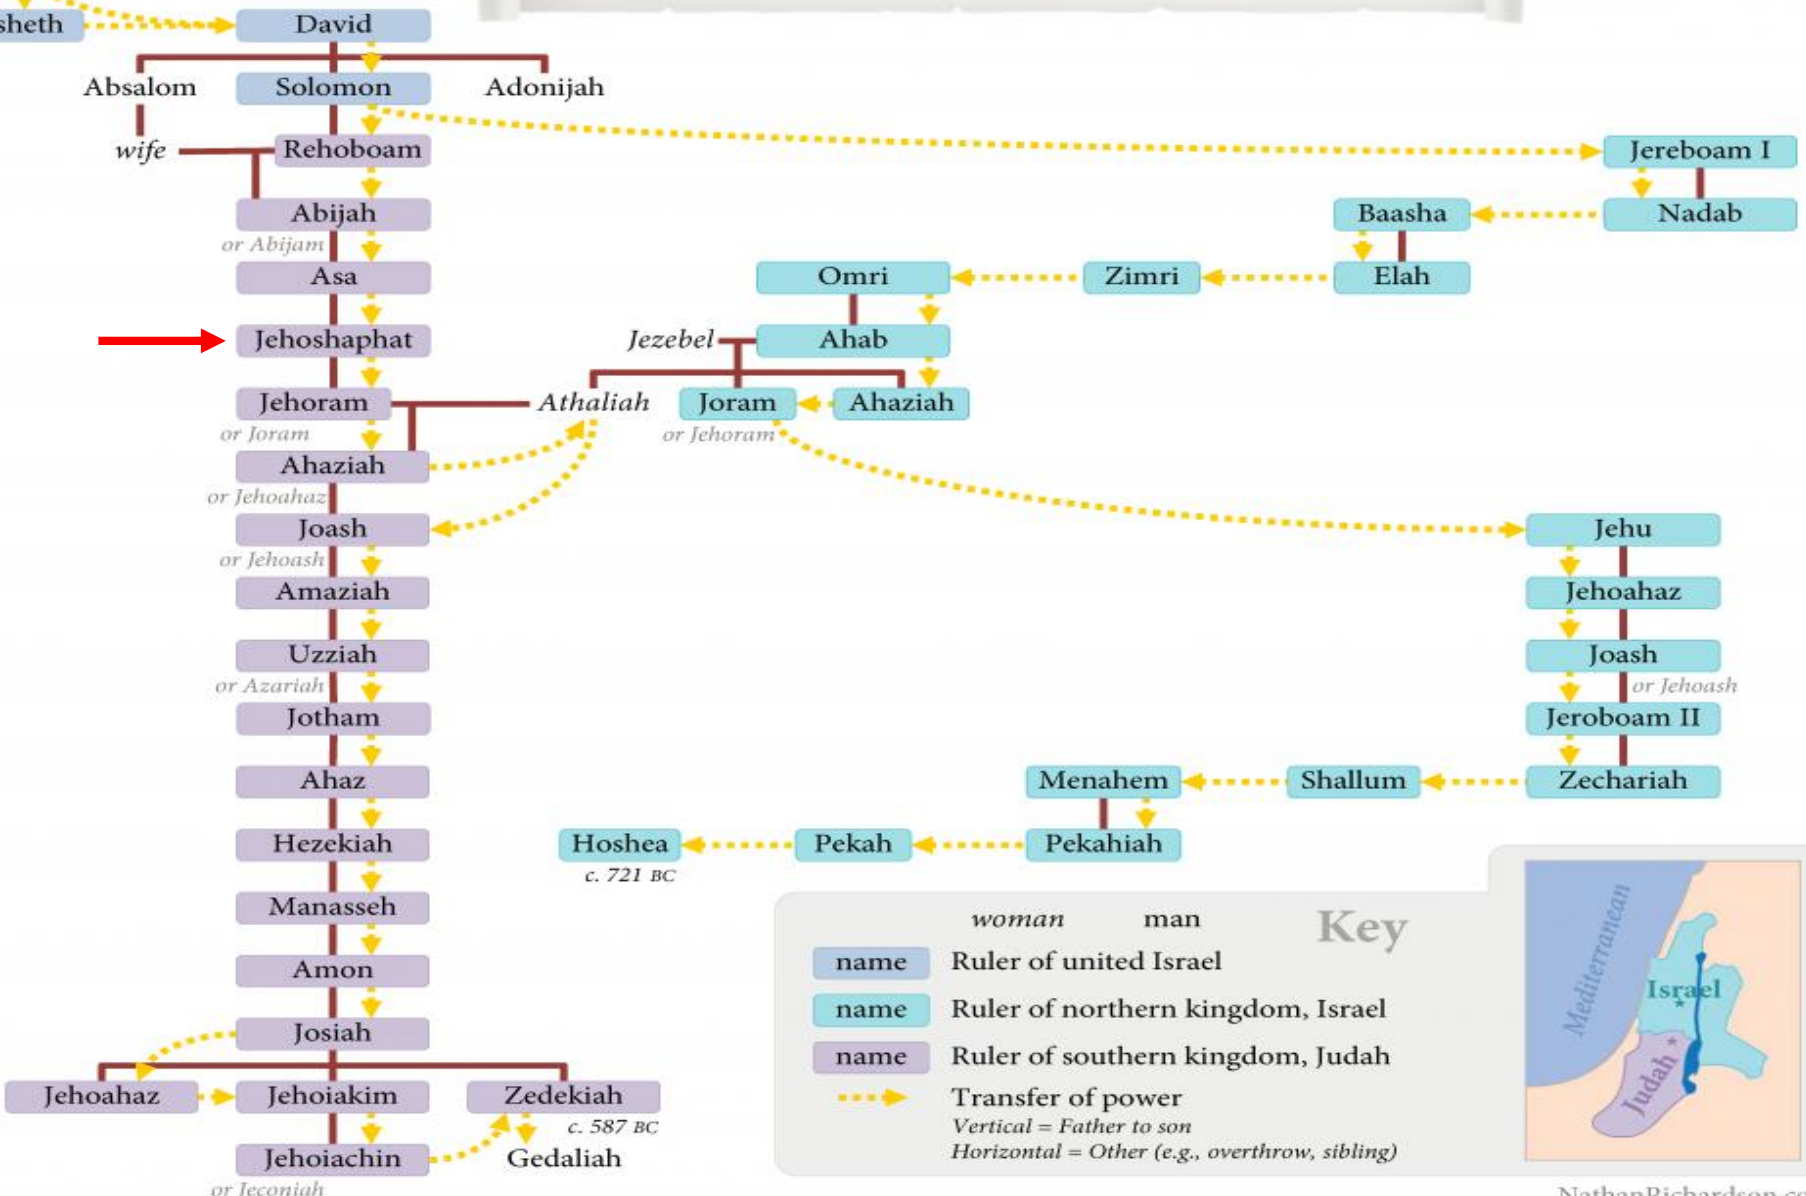 sheth
David
Absalom
Solomon
Adonijah
wife
Rehoboam
Jereboam I
Abijah
or Abijam
Baasha
Nadab
Asa
Omri
Zimri
Elah
Jehoshaphat
Jezebel
Ahab
Jehoram
or Joram
Athaliah
Joram
or Jehoram
Ahaziah
Ahaziah
or Jehoahaz
Joash
or Jehoash
Jehu
Amaziah
Jehoahaz
Uzziah
or Azariah
Joash
or Jehoash
Jotham
Jeroboam II
Ahaz
Menahem
Shallum
Zechariah
Hezekiah
Hoshea
c. 721 BC
Pekah
Pekahiah
Manasseh
Amon
Josiah
Jehoahaz
Jehoiakim
Zedekiah
c. 587 BC
Jehoiachin
or Jeconiah
Gedaliah
woman man Key
name Ruler of united Israel
name Ruler of northern kingdom, Israel
name Ruler of southern kingdom, Judah
Transfer of power
Vertical = Father to son
Horizontal = Other (e.g., overthrow, sibling)
Mediterranean
Israel
Judah
NathanRichardson.co